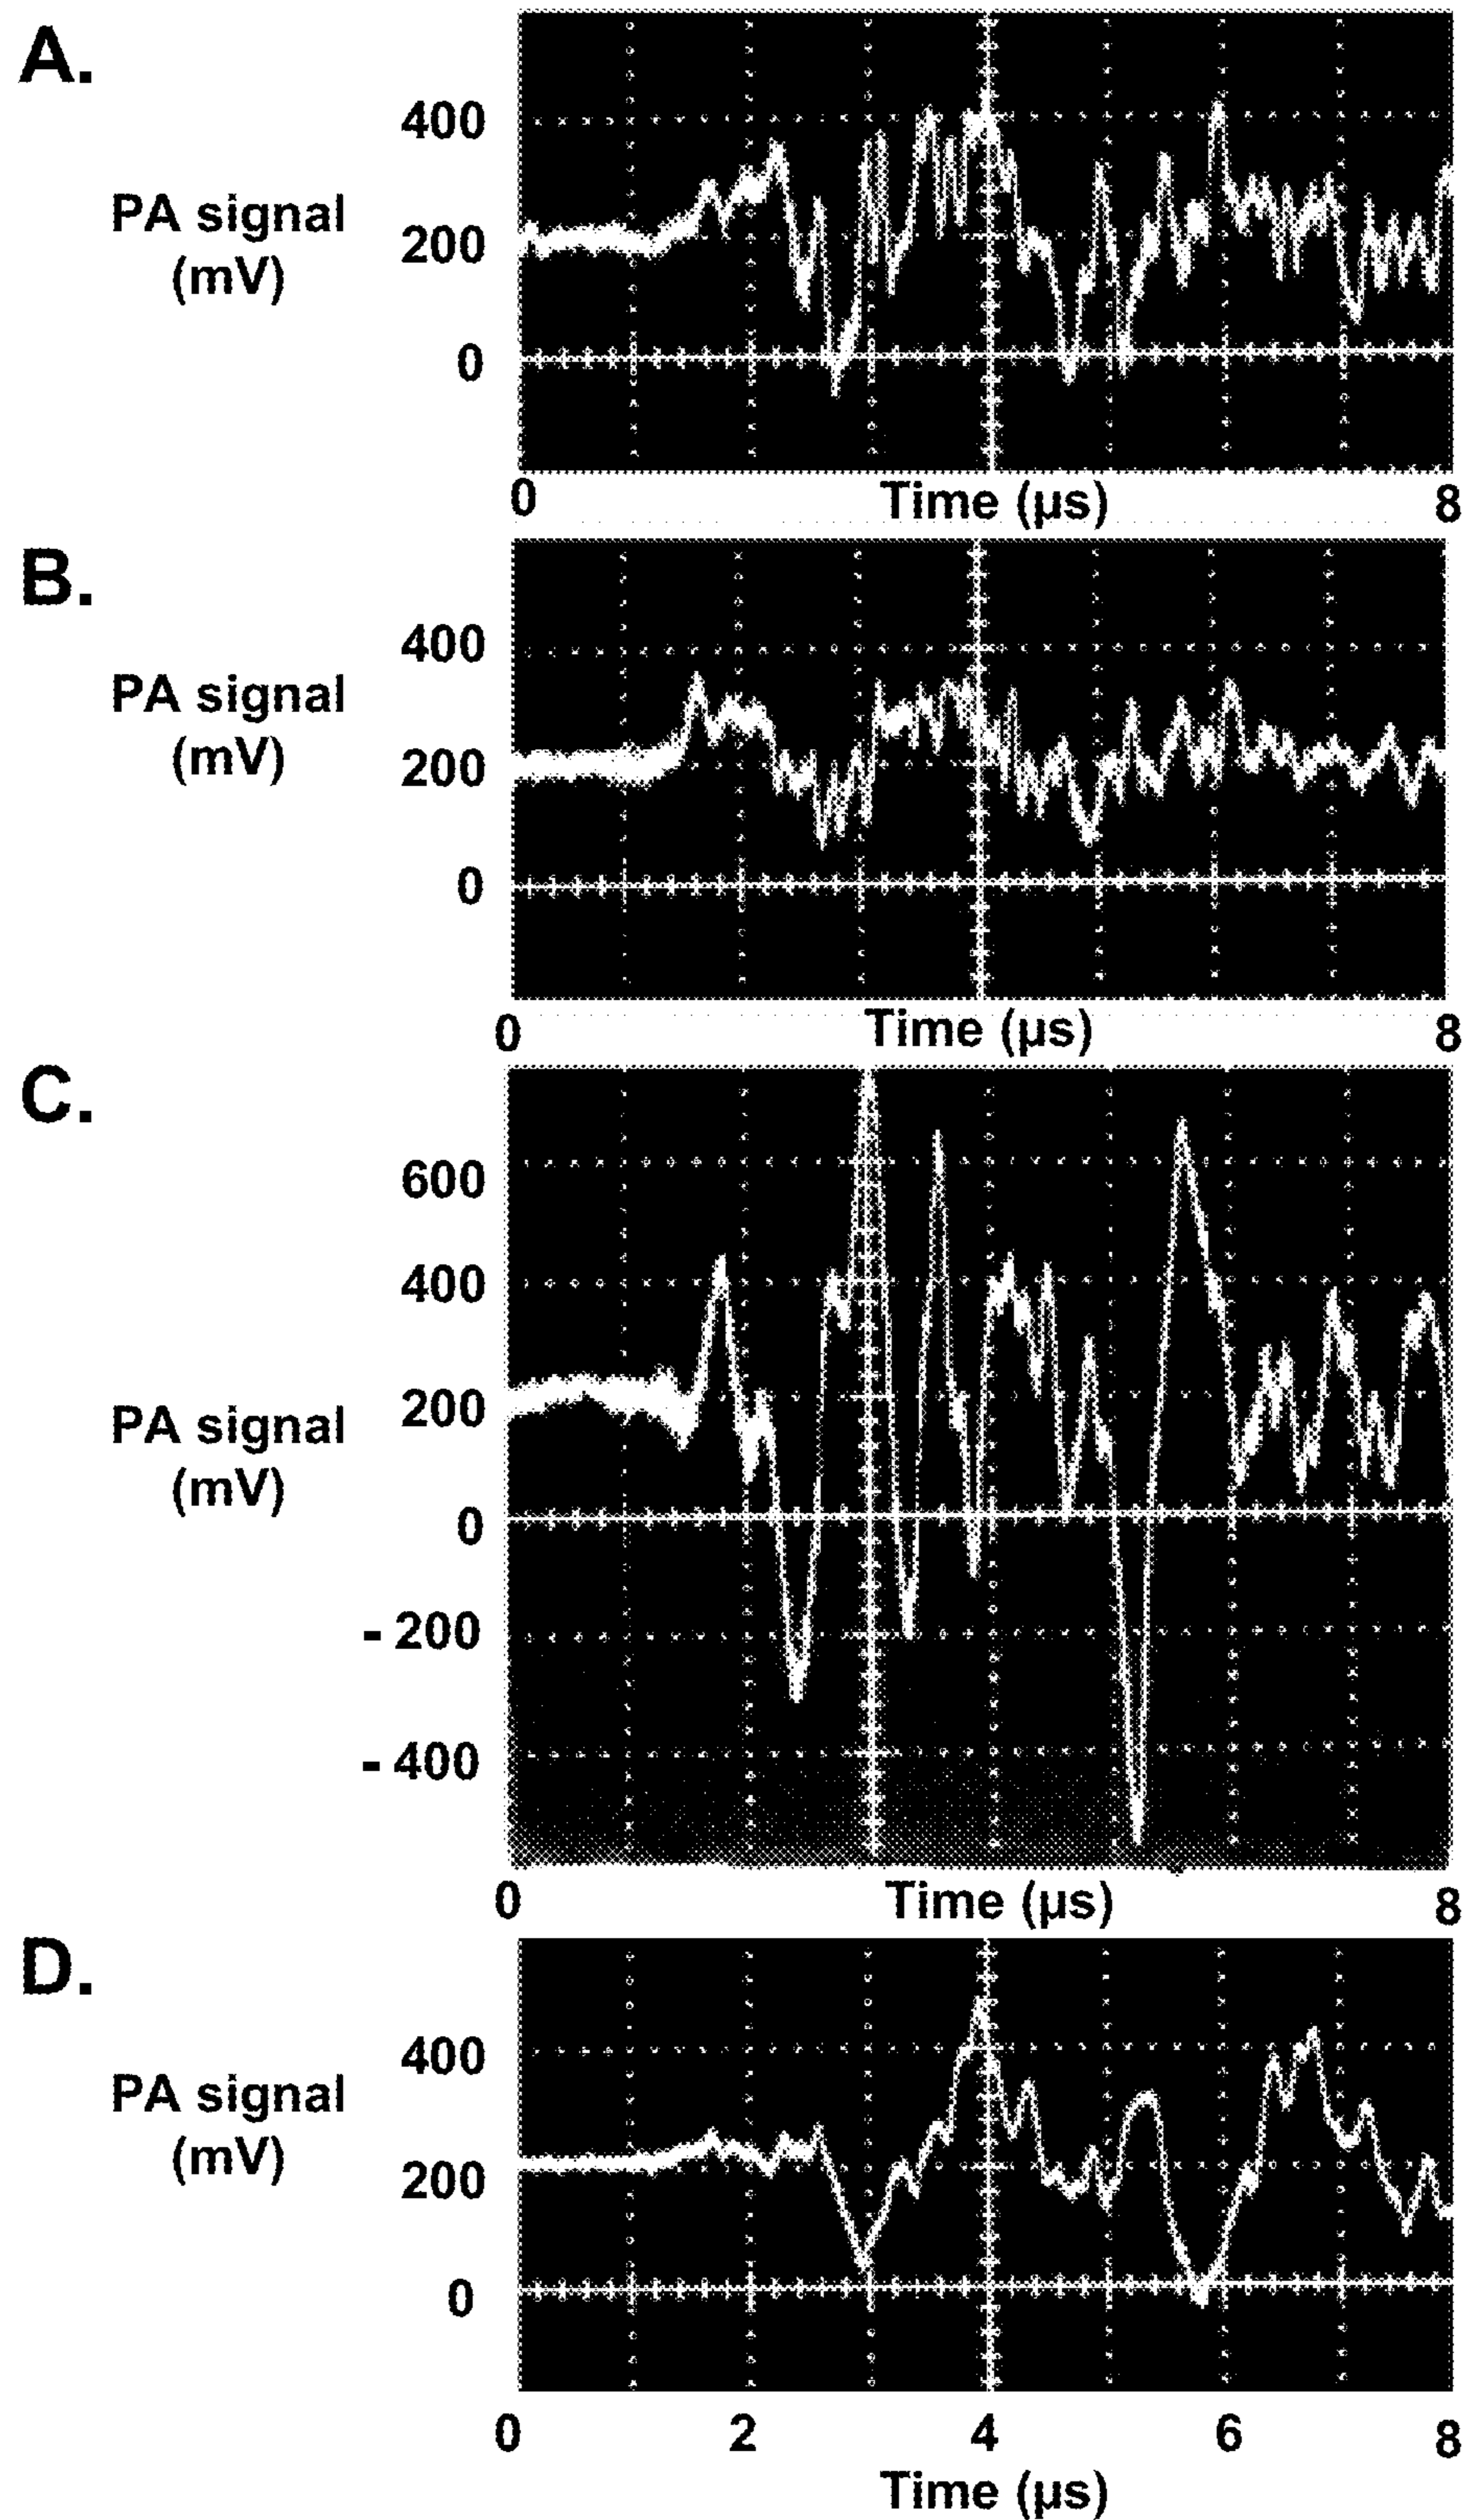 A.
400
PA signal
200
(mV)
0
0 Time (µs) 8
B.
400
PA signal
(mV)
200
0
0 Time (µs) 8
C.
600
400
200
PA signal
(mV)
0
- 200
- 400
0 Time (µs) 8
D.
400
PA signal
(mV)
200
0
0 2 4 6 8
Time (µs)